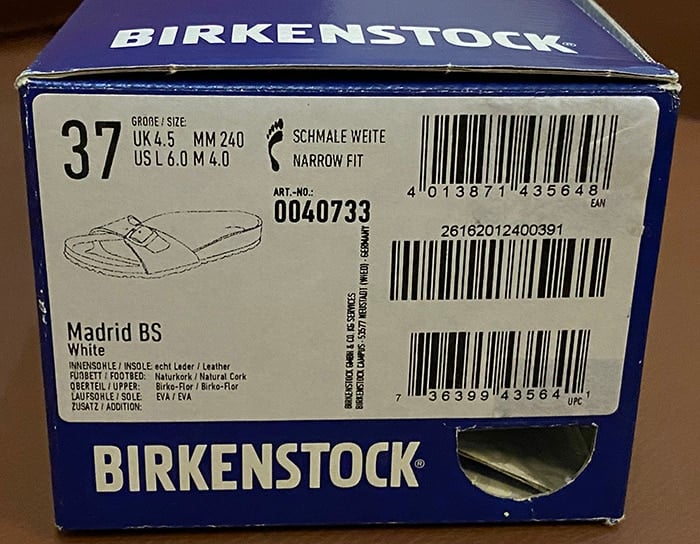 BIRKENSTOCK®
37
GRÖßE / SIZE:
UK 4.5 MM 240
US L 6.0 M 4.0
SCHMALE WEITE
NARROW FIT
ART.-NO.:
0040733
4 013871 435648
EAN
26162012400391
Madrid BS
White
INNENSOHLE / INSOLE: echt Leder / Leather
FUßBETT / FOOTBED: Naturkork / Natural Cork
OBERTEIL / UPPER: Birko-Flor / Birko-Flor
LAUFSOHLE / SOLE: EVA / EVA
ZUSATZ / ADDITION:
BIRKENSTOCK GMBH & CO. KG SERVICES
BIRKENSTOCK CAMPUS - 53577 NEUSTADT (WIED) - GERMANY
7 36399 43564 1
UPC
BIRKENSTOCK®